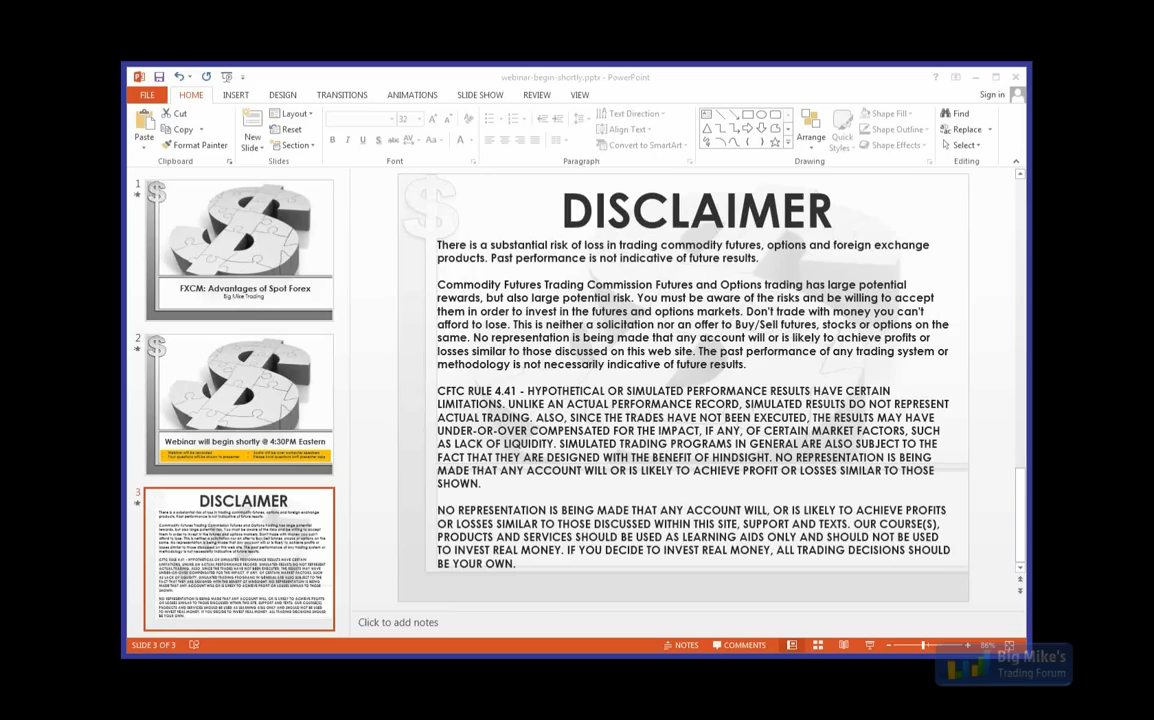 webinar-begin-shortly.pptx - PowerPoint
FILE HOME INSERT DESIGN TRANSITIONS ANIMATIONS SLIDE SHOW REVIEW VIEW Sign in
Paste
Cut
Copy
Format Painter
Clipboard
New Slide
Layout
Reset
Section
Slides
32
Font
Text Direction
Align Text
Convert to SmartArt
Paragraph
Arrange
Quick Styles
Shape Fill
Shape Outline
Shape Effects
Drawing
Find
Replace
Select
Editing
1
FXCM: Advantages of Spot Forex
Big Mike Trading
2
Webinar will begin shortly @ 4:30PM Eastern
3
DISCLAIMER
DISCLAIMER
There is a substantial risk of loss in trading commodity futures, options and foreign exchange
products. Past performance is not indicative of future results.
Commodity Futures Trading Commission Futures and Options trading has large potential
rewards, but also large potential risk. You must be aware of the risks and be willing to accept
them in order to invest in the futures and options markets. Don't trade with money you can't
afford to lose. This is neither a solicitation nor an offer to Buy/Sell futures, stocks or options on the
same. No representation is being made that any account will or is likely to achieve profits or
losses similar to those discussed on this web site. The past performance of any trading system or
methodology is not necessarily indicative of future results.
CFTC RULE 4.41 - HYPOTHETICAL OR SIMULATED PERFORMANCE RESULTS HAVE CERTAIN
LIMITATIONS. UNLIKE AN ACTUAL PERFORMANCE RECORD, SIMULATED RESULTS DO NOT REPRESENT
ACTUAL TRADING. ALSO, SINCE THE TRADES HAVE NOT BEEN EXECUTED, THE RESULTS MAY HAVE
UNDER-OR-OVER COMPENSATED FOR THE IMPACT, IF ANY, OF CERTAIN MARKET FACTORS, SUCH
AS LACK OF LIQUIDITY. SIMULATED TRADING PROGRAMS IN GENERAL ARE ALSO SUBJECT TO THE
FACT THAT THEY ARE DESIGNED WITH THE BENEFIT OF HINDSIGHT. NO REPRESENTATION IS BEING
MADE THAT ANY ACCOUNT WILL OR IS LIKELY TO ACHIEVE PROFIT OR LOSSES SIMILAR TO THOSE
SHOWN.
NO REPRESENTATION IS BEING MADE THAT ANY ACCOUNT WILL, OR IS LIKELY TO ACHIEVE PROFITS
OR LOSSES SIMILAR TO THOSE DISCUSSED WITHIN THIS SITE, SUPPORT AND TEXTS. OUR COURSE(S),
PRODUCTS AND SERVICES SHOULD BE USED AS LEARNING AIDS ONLY AND SHOULD NOT BE USED
TO INVEST REAL MONEY. IF YOU DECIDE TO INVEST REAL MONEY, ALL TRADING DECISIONS SHOULD
BE YOUR OWN.
Click to add notes
SLIDE 3 OF 3
NOTES COMMENTS 86%
Big Mike's
Trading Forum